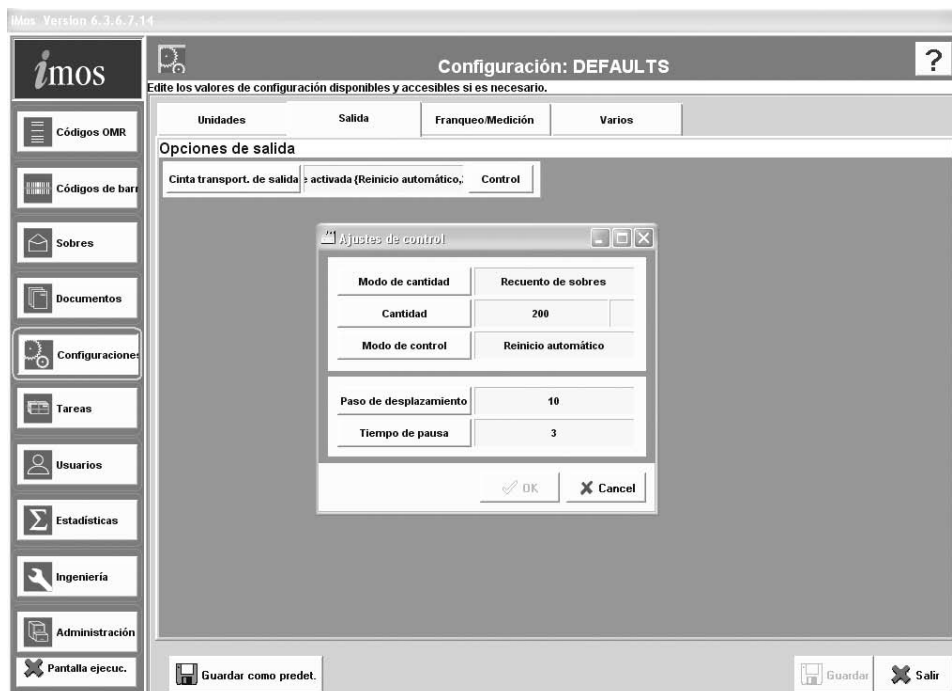 iMos Version 6.3.6.7.14
imos
Configuración: DEFAULTS
?
Edite los valores de configuración disponibles y accesibles si es necesario.
Códigos OMR
Códigos de barr
Sobres
Documentos
Configuraciones
Tareas
Usuarios
Estadísticas
Ingeniería
Administración
Pantalla ejecuc.
Unidades
Salida
Franqueo/Medición
Varios
Opciones de salida
Cinta transport. de salida
e activada {Reinicio automático,
Control
Ajustes de control
Modo de cantidad
Recuento de sobres
Cantidad
200
Modo de control
Reinicio automático
Paso de desplazamiento
10
Tiempo de pausa
3
OK
Cancel
Guardar como predet.
Guardar
Salir